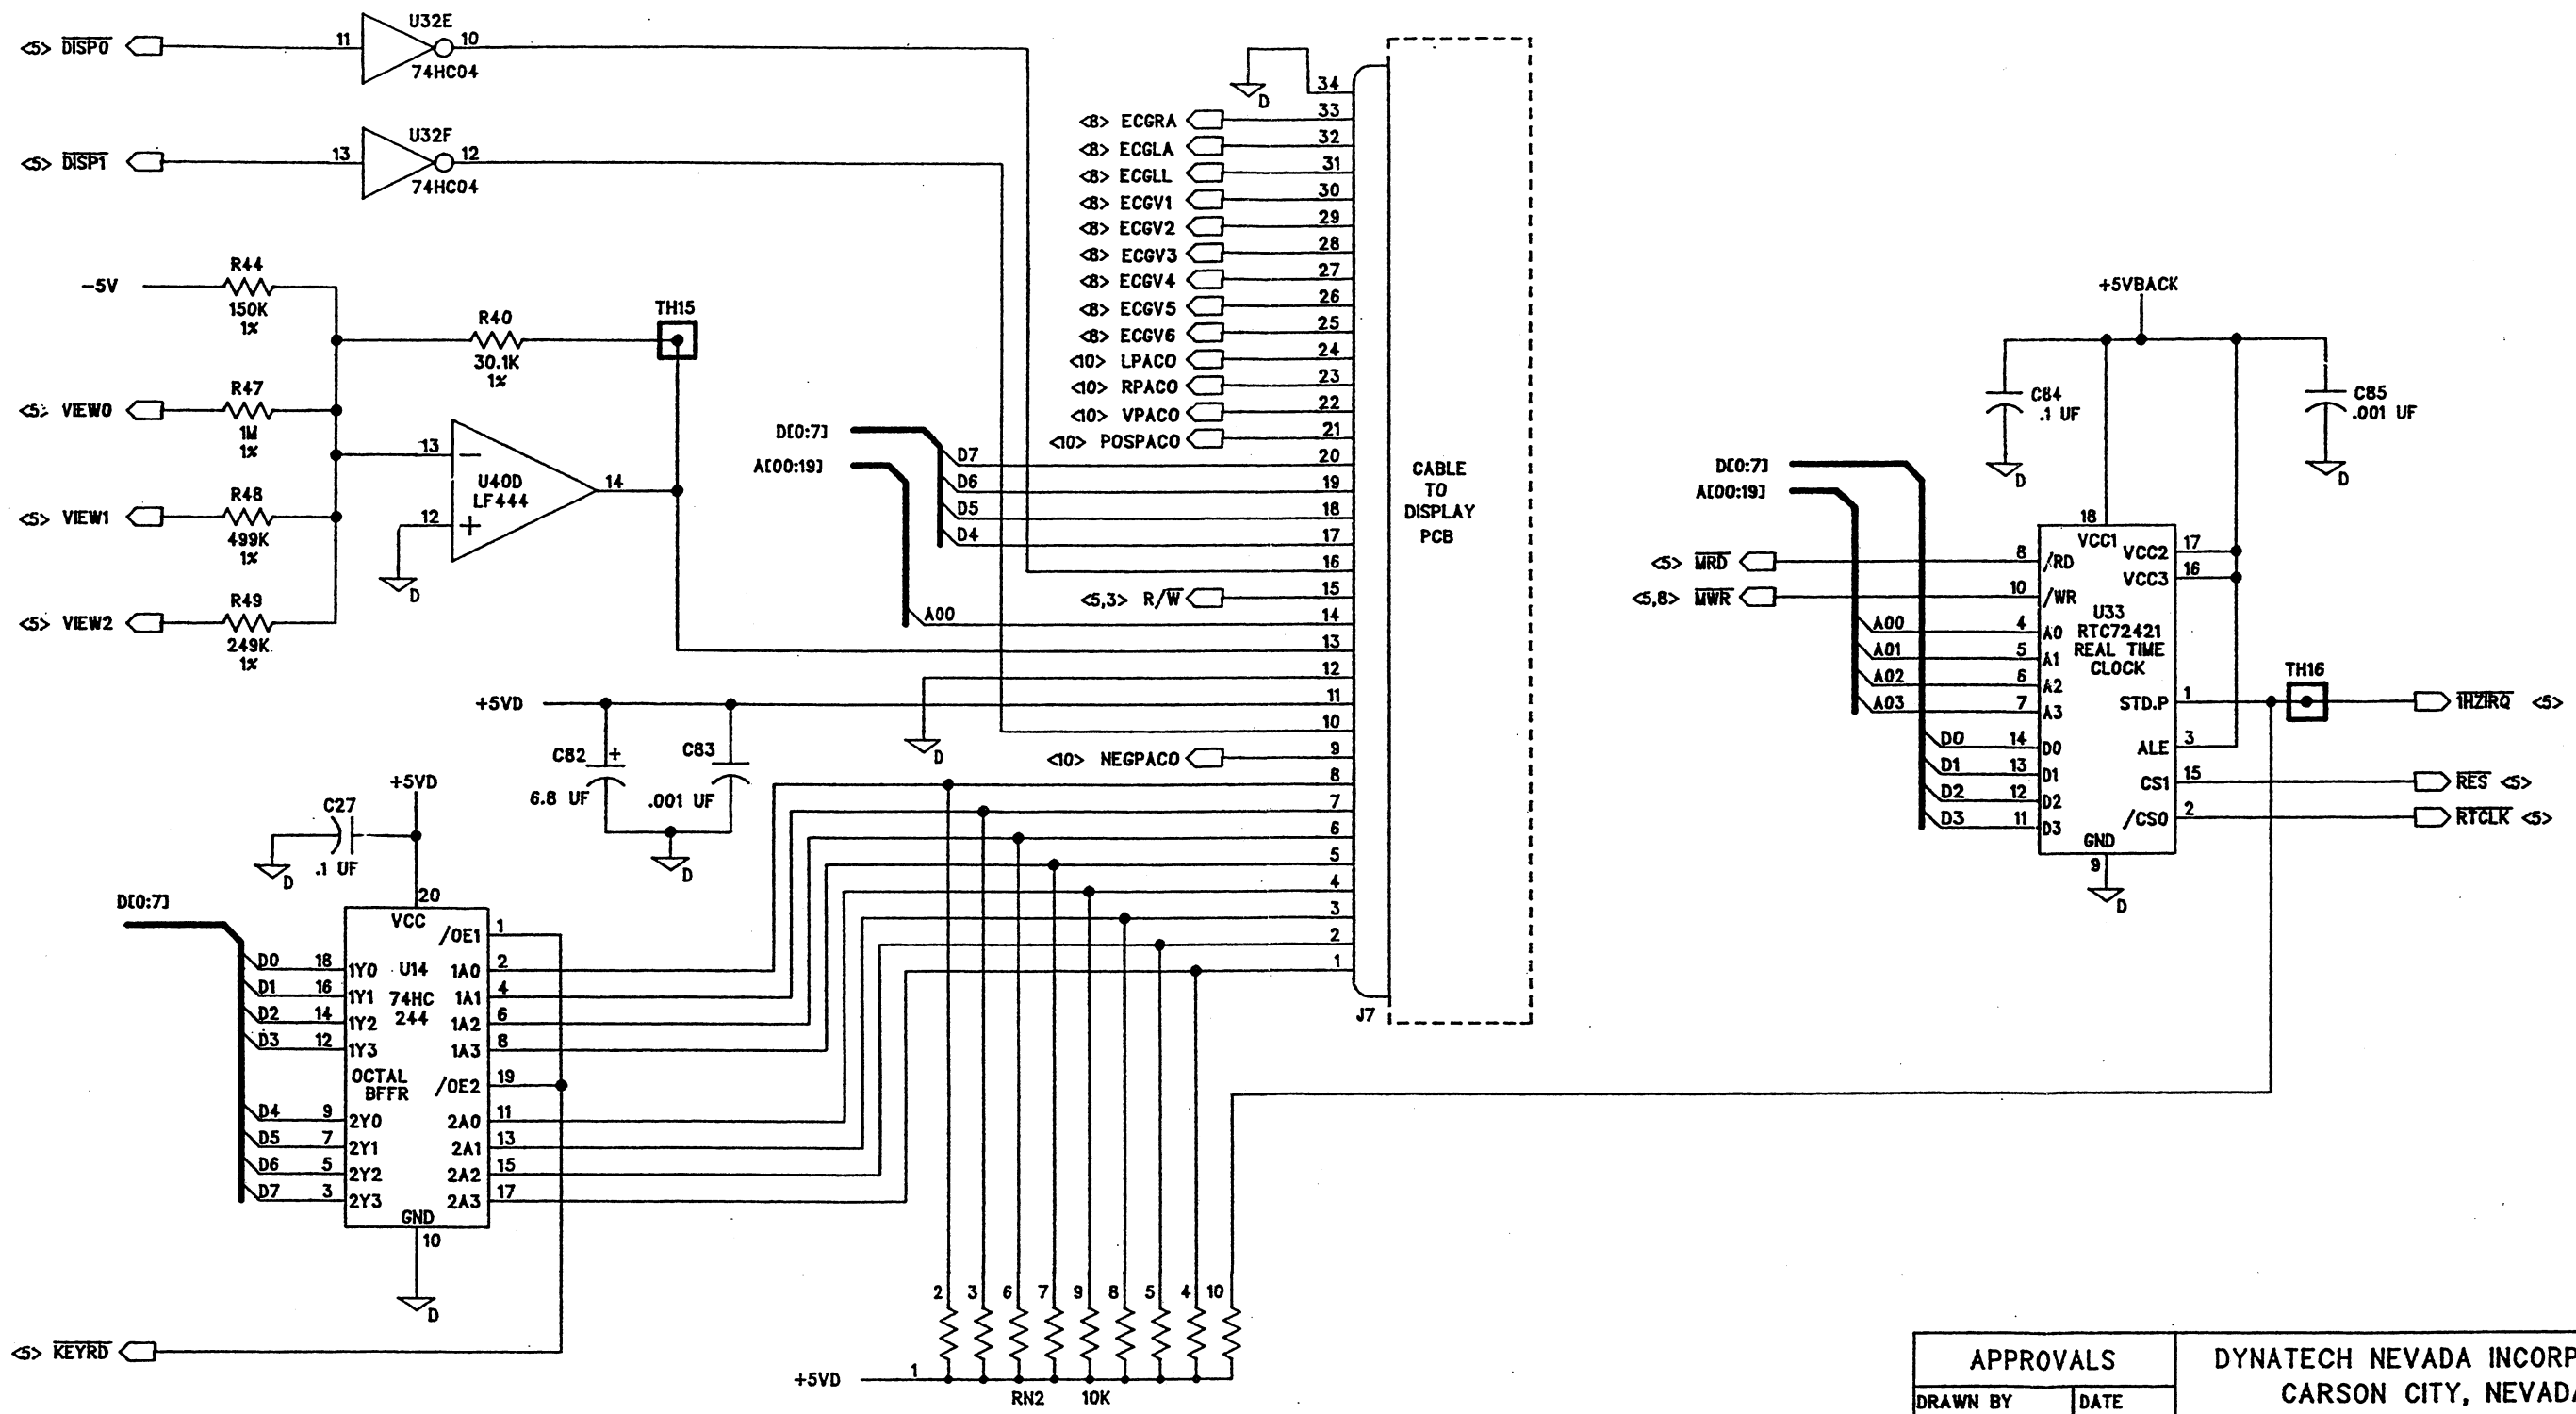 <5> DISP0
11
U32E
10
74HC04
<5> DISP1
13
U32F
12
74HC04
-5V
R44
150K
1%
R40
30.1K
1%
TH15
<5> VIEW0
R47
1M
1%
<5> VIEW1
R48
499K
1%
<5> VIEW2
R49
249K
1%
13
12
U40D
LF444
14
D
D
34
<8> ECGRA 33
<8> ECGLA 32
<8> ECGLL 31
<8> ECGV1 30
<8> ECGV2 29
<8> ECGV3 28
<8> ECGV4 27
<8> ECGV5 26
<8> ECGV6 25
<10> LPACO 24
<10> RPACO 23
<10> VPACO 22
<10> POSPACO 21
D[0:7]
A[00:19]
D7 20
D6 19
D5 18
D4 17
16
<5,3> R/W 15
A00 14
13
12
+5VD 11
10
<10> NEGPACO 9
8
7
6
5
4
3
2
1
J7
CABLE
TO
DISPLAY
PCB
D
C82 +
6.8 UF
C83
.001 UF
D
+5VD
C27
.1 UF
D
D[0:7]
20
VCC
/OE1 1
D0 18 1Y0 U14 1A0 2
D1 16 1Y1 74HC 1A1 4
D2 14 1Y2 244 1A2 6
D3 12 1Y3 1A3 8
OCTAL
BFFR
/OE2 19
D4 9 2Y0 2A0 11
D5 7 2Y1 2A1 13
D6 5 2Y2 2A2 15
D7 3 2Y3 2A3 17
GND
10
D
<5> KEYRD
2 3 6 7 9 8 5 4 10
+5VD 1
RN2 10K
+5VBACK
C84
.1 UF
D
C85
.001 UF
D
D[0:7]
A[00:19]
18
VCC1
VCC2 17
VCC3 16
<5> MRD 8 /RD
<5,8> MWR 10 /WR
U33
RTC72421
REAL TIME
CLOCK
A00 4 A0
A01 5 A1
A02 6 A2
A03 7 A3
D0 14 D0
D1 13 D1
D2 12 D2
D3 11 D3
STD.P 1
TH16
1HZIRQ <5>
ALE 3
CS1 15 RES <5>
/CS0 2 RTCLK <5>
GND
9
D
APPROVALS
DRAWN BY DATE
DYNATECH NEVADA INCORP
CARSON CITY, NEVADA